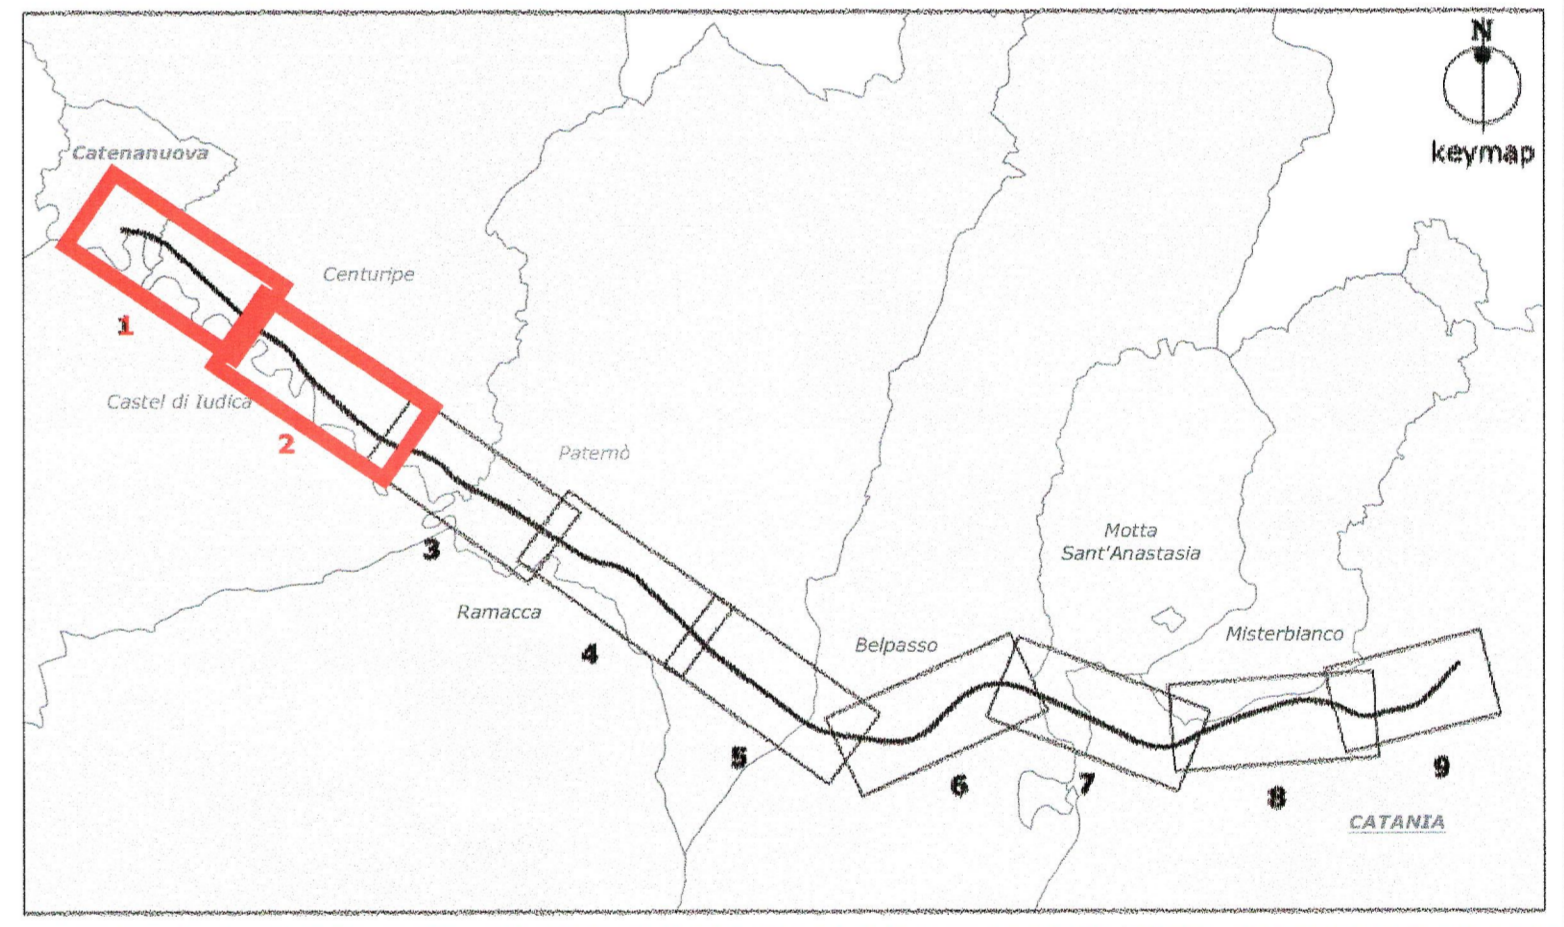 N
keymap
Catenanuova
Centuripe
1
Castel di Iudica
2
Paternò
3
Motta
Sant'Anastasia
Ramacca
4
Belpasso
Misterbianco
5
6
7
8
9
CATANIA